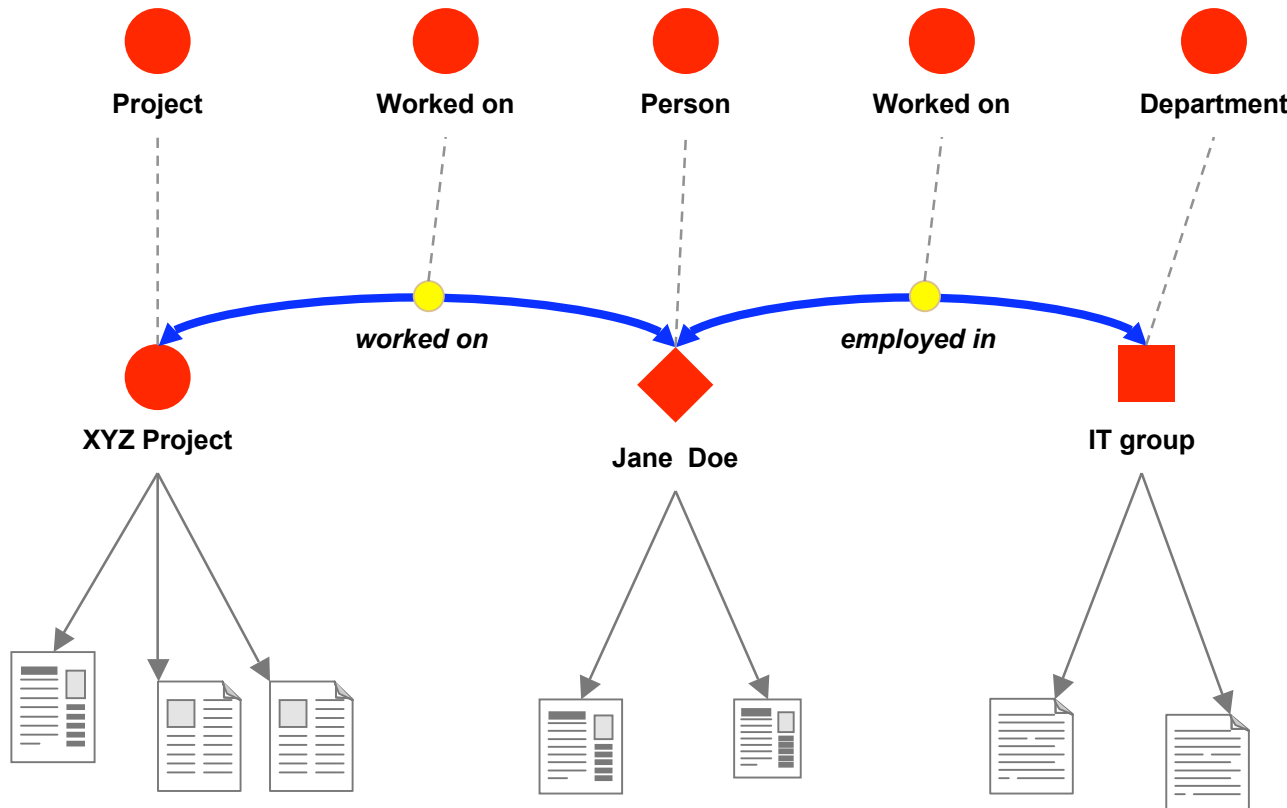 Project
Worked on
Person
Worked on
Department
worked on
employed in
XYZ Project
Jane Doe
IT group